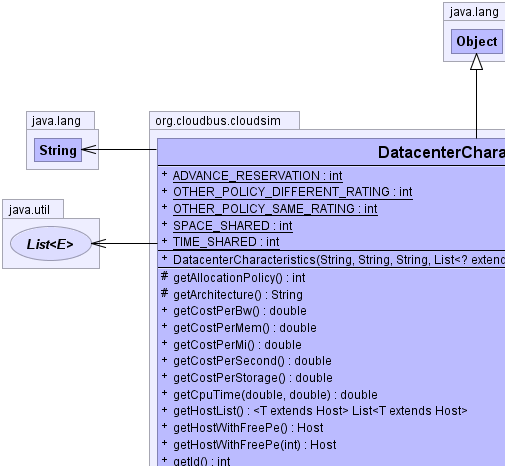 java.lang
Object
java.lang
String
org.cloudbus.cloudsim
java.util
List<E>
DatacenterChara
+ ADVANCE_RESERVATION : int
+ OTHER_POLICY_DIFFERENT_RATING : int
+ OTHER_POLICY_SAME_RATING : int
+ SPACE_SHARED : int
+ TIME_SHARED : int
+ DatacenterCharacteristics(String, String, String, List<? extend
# getAllocationPolicy() : int
# getArchitecture() : String
+ getCostPerBw() : double
+ getCostPerMem() : double
+ getCostPerMi() : double
+ getCostPerSecond() : double
+ getCostPerStorage() : double
+ getCpuTime(double, double) : double
+ getHostList() : <T extends Host> List<T extends Host>
+ getHostWithFreePe() : Host
+ getHostWithFreePe(int) : Host
+ getId() : int